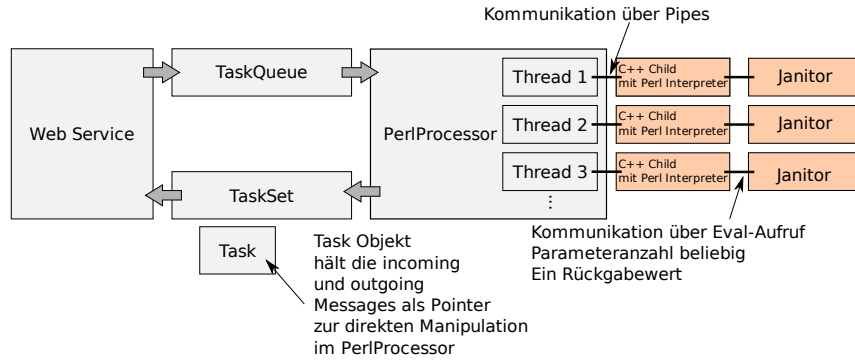 Kommunikation über Pipes
Web Service
TaskQueue
PerlProcessor
Thread 1
C++ Child
mit Perl Interpreter
Janitor
Thread 2
C++ Child
mit Perl Interpreter
Janitor
Thread 3
C++ Child
mit Perl Interpreter
Janitor
...
TaskSet
Task
Task Objekt
hält die incoming
und outgoing
Messages als Pointer
zur direkten Manipulation
im PerlProcessor
Kommunikation über Eval-Aufruf
Parameteranzahl beliebig
Ein Rückgabewert